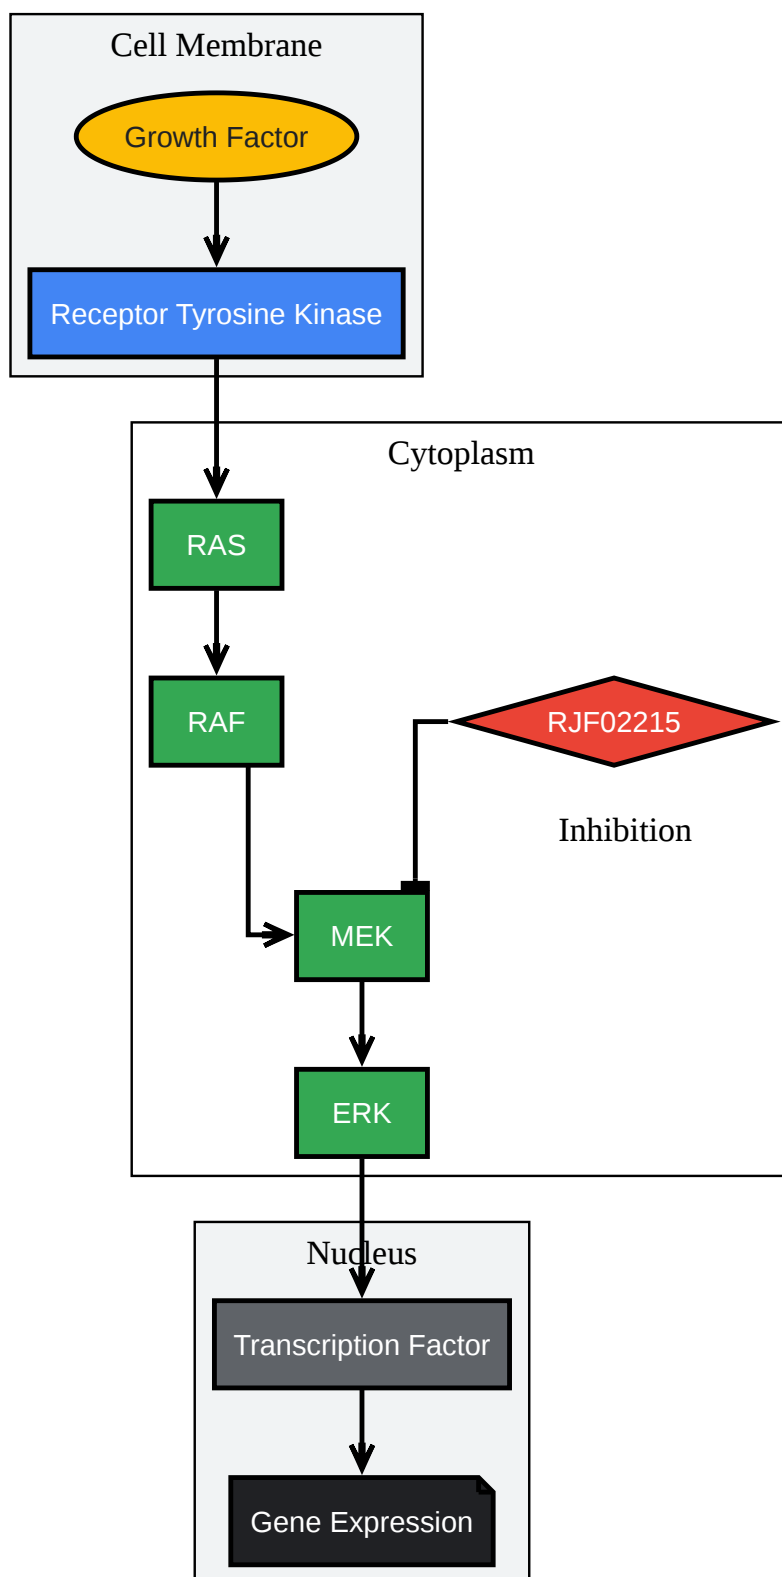 Cell Membrane
Growth Factor
Receptor Tyrosine Kinase
Cytoplasm
RAS
RAF
RJF02215
Inhibition
MEK
ERK
Nucleus
Transcription Factor
Gene Expression